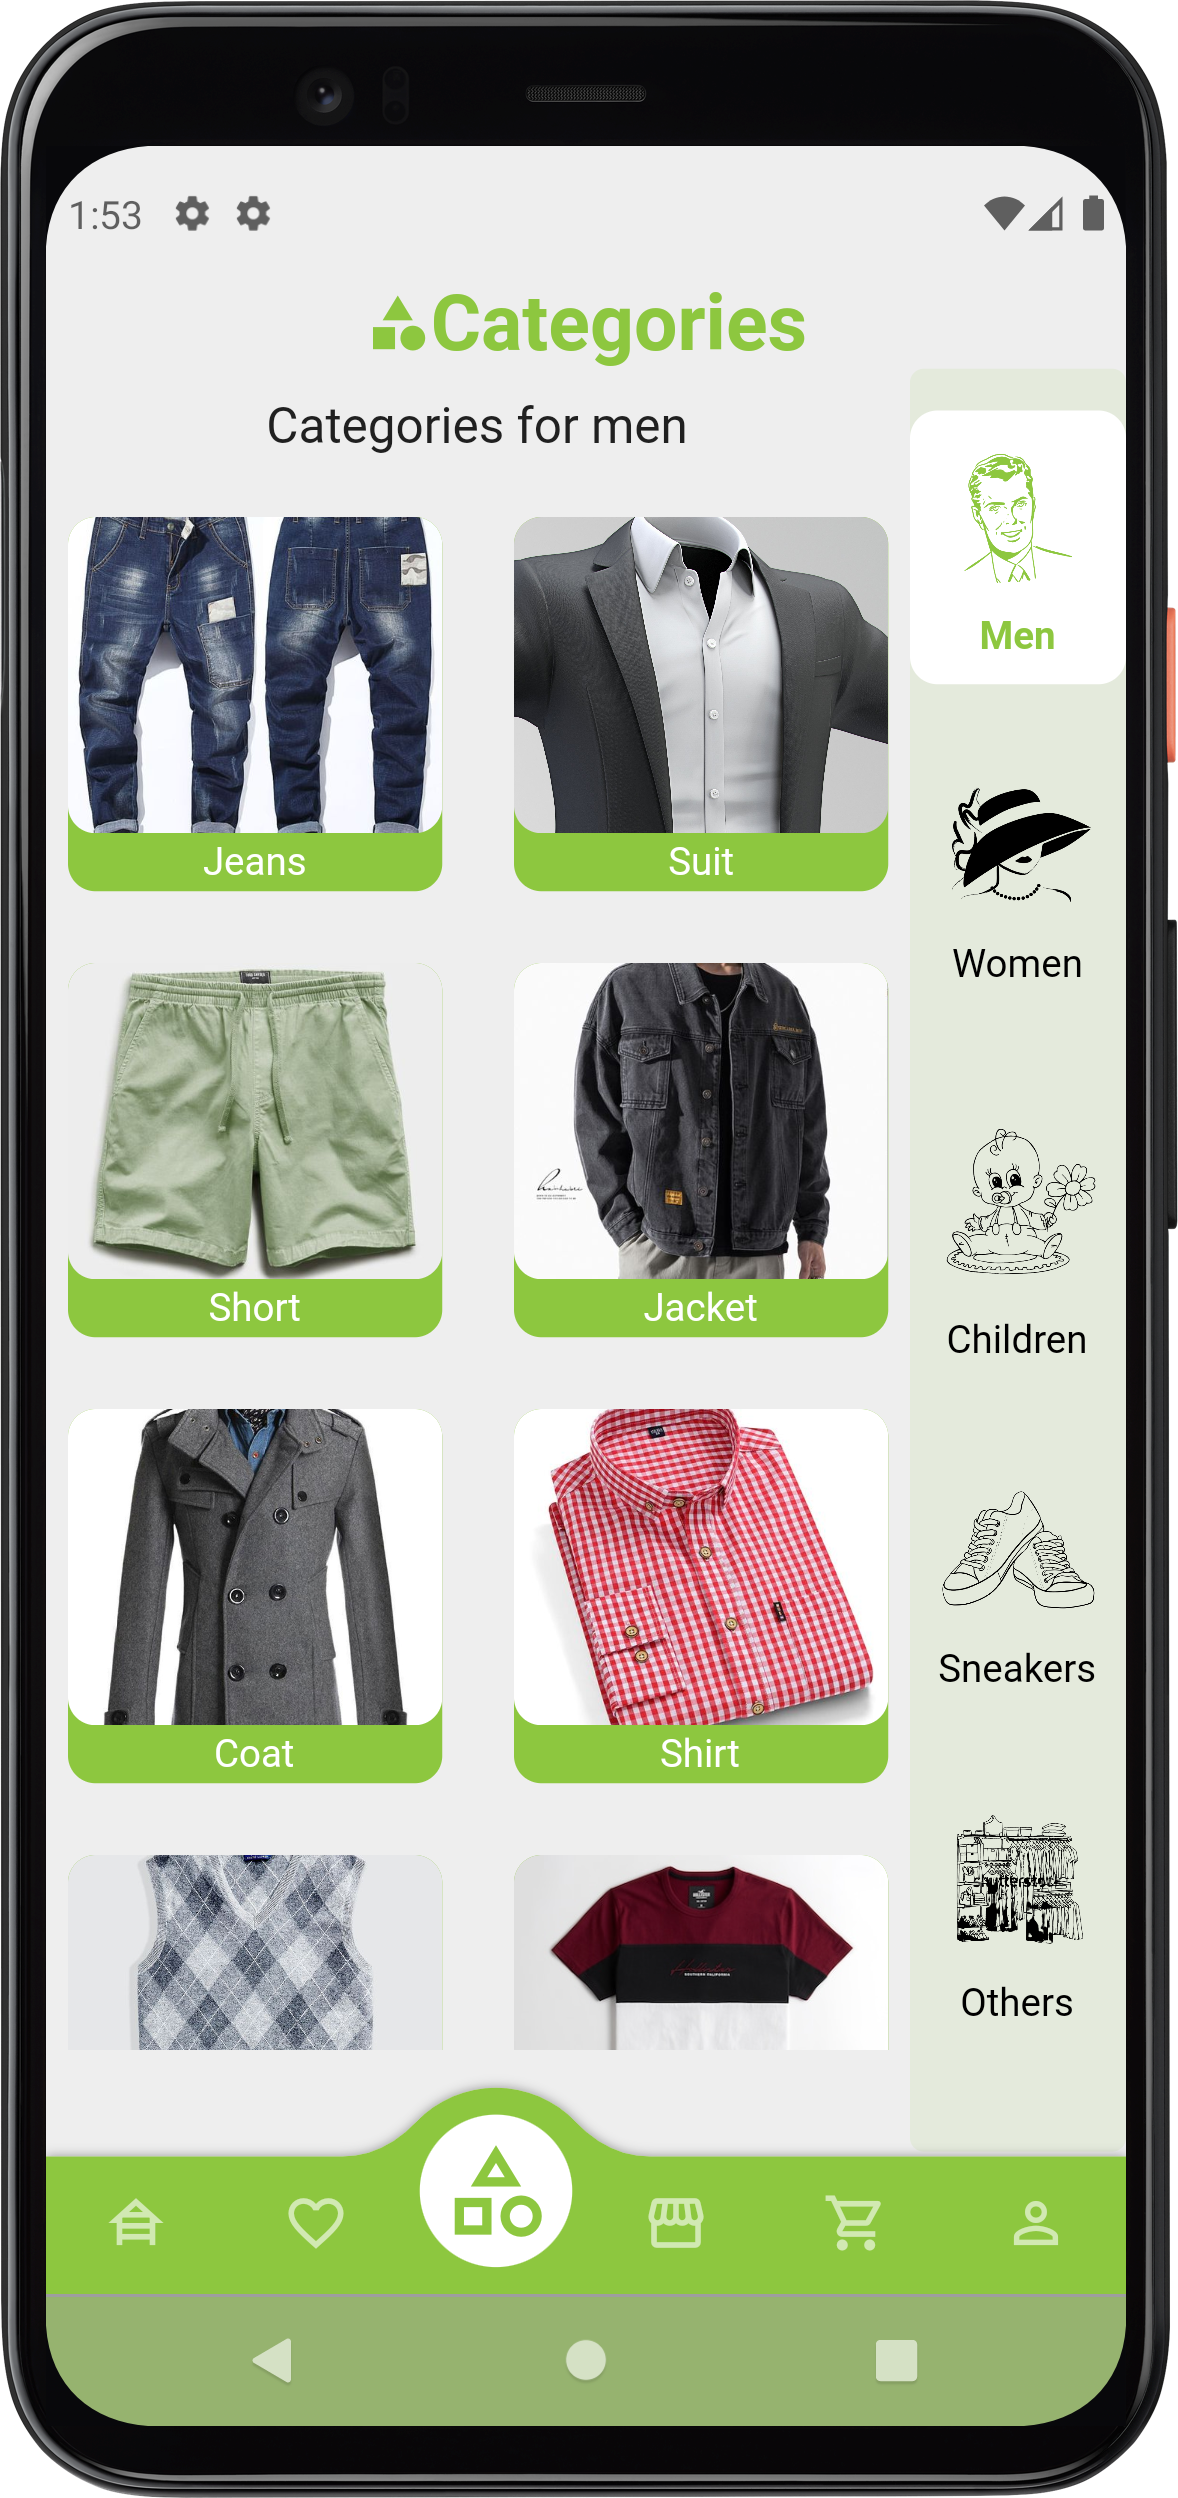 1:53
Categories
Categories for men
Men
Jeans
Suit
Women
Short
Jacket
Children
Coat
Shirt
Sneakers
Others